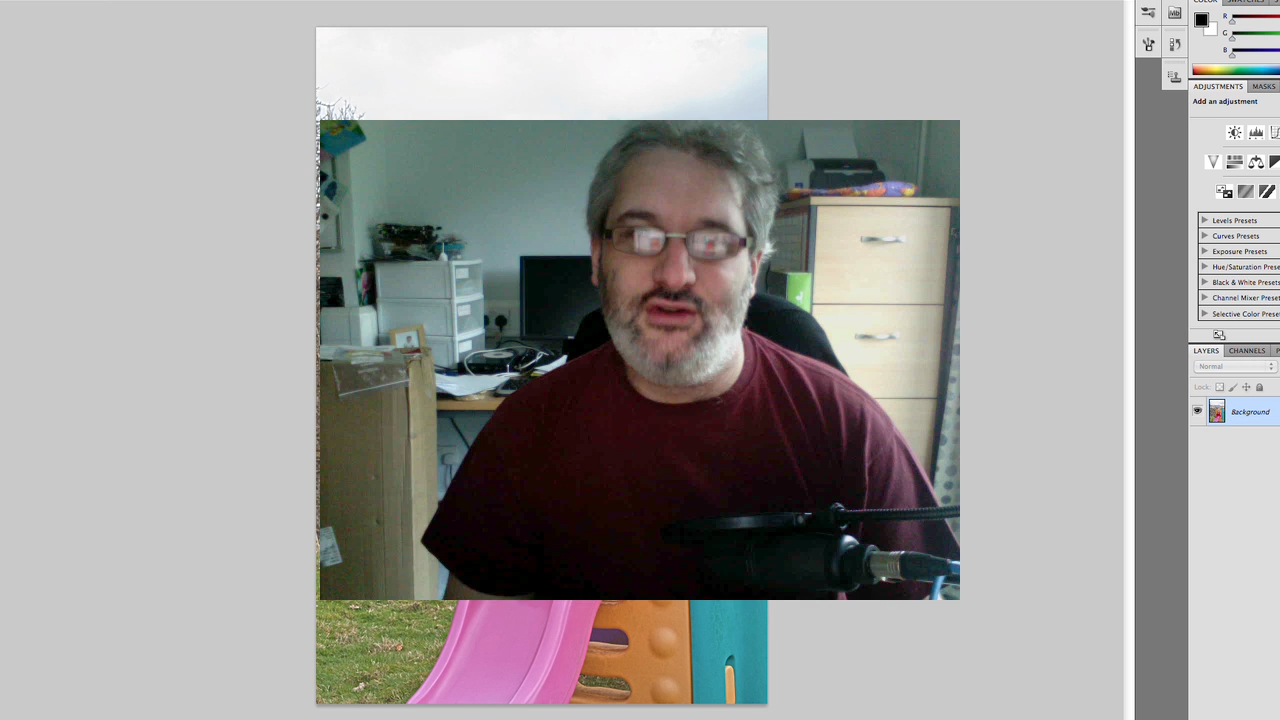 COLOR
SWATCHES
R
G
B
ADJUSTMENTS
MASKS
Add an adjustment
Levels Presets
Curves Presets
Exposure Presets
Hue/Saturation Prese
Black & White Presets
Channel Mixer Preset
Selective Color Preset
LAYERS
CHANNELS
P
Normal
Lock:
Background